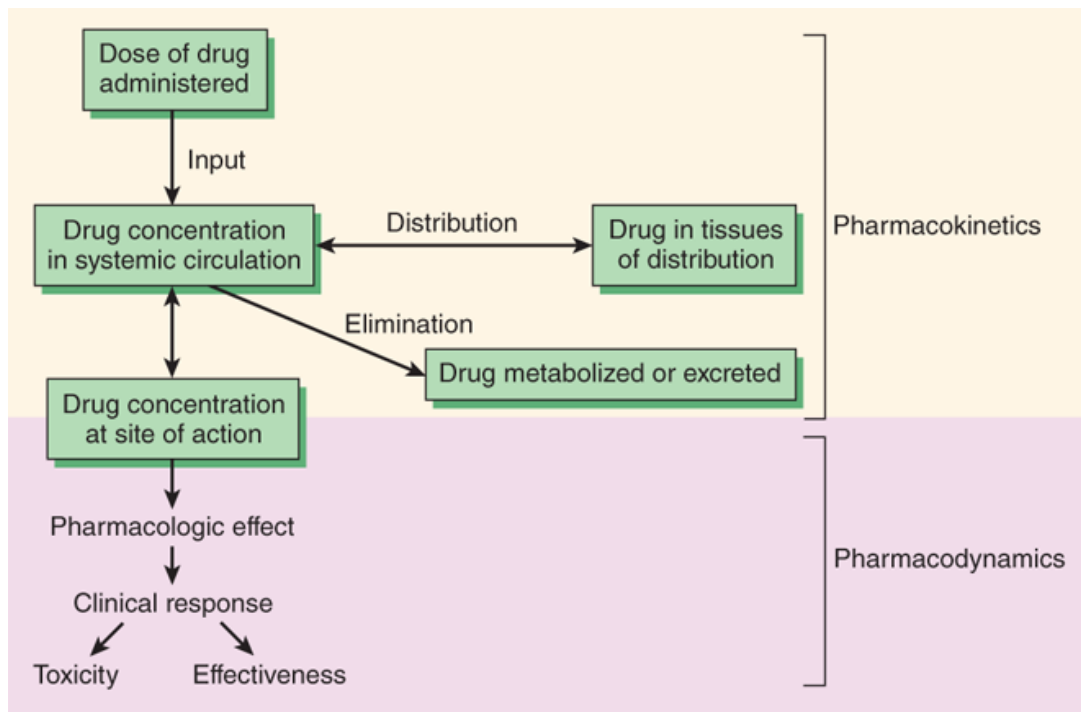 Dose of drug
administered
Input
Drug concentration
in systemic circulation
Distribution
Drug in tissues
of distribution
Pharmacokinetics
Elimination
Drug metabolized or excreted
Drug concentration
at site of action
Pharmacologic effect
Pharmacodynamics
Clinical response
Toxicity
Effectiveness